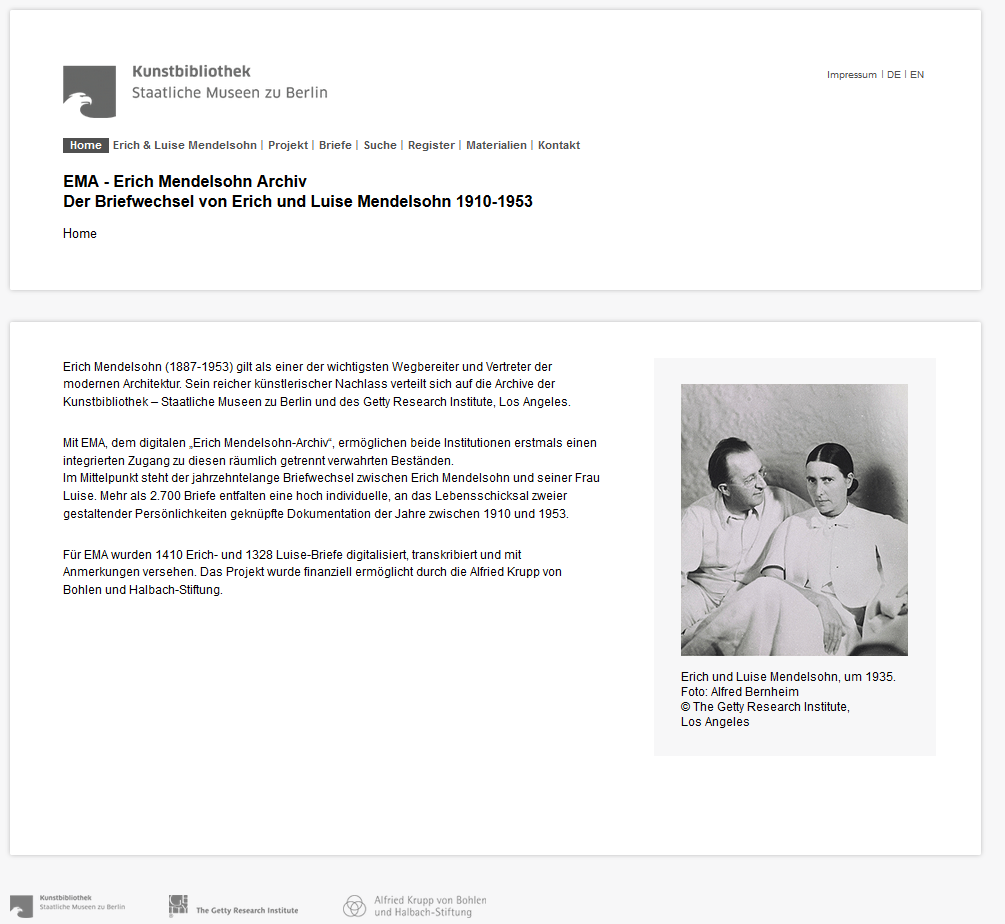 Kunstbibliothek
Staatliche Museen zu Berlin
Impressum | DE | EN
Home Erich & Luise Mendelsohn | Projekt | Briefe | Suche | Register | Materialien | Kontakt
EMA - Erich Mendelsohn Archiv
Der Briefwechsel von Erich und Luise Mendelsohn 1910-1953
Home
Erich Mendelsohn (1887-1953) gilt als einer der wichtigsten Wegbereiter und Vertreter der
modernen Architektur. Sein reicher künstlerischer Nachlass verteilt sich auf die Archive der
Kunstbibliothek – Staatliche Museen zu Berlin und des Getty Research Institute, Los Angeles.
Mit EMA, dem digitalen „Erich Mendelsohn-Archiv“, ermöglichen beide Institutionen erstmals einen
integrierten Zugang zu diesen räumlich getrennt verwahrten Beständen.
Im Mittelpunkt steht der jahrzehntelange Briefwechsel zwischen Erich Mendelsohn und seiner Frau
Luise. Mehr als 2.700 Briefe entfalten eine hoch individuelle, an das Lebensschicksal zweier
gestaltender Persönlichkeiten geknüpfte Dokumentation der Jahre zwischen 1910 und 1953.
Für EMA wurden 1410 Erich- und 1328 Luise-Briefe digitalisiert, transkribiert und mit
Anmerkungen versehen. Das Projekt wurde finanziell ermöglicht durch die Alfried Krupp von
Bohlen und Halbach-Stiftung.
Erich und Luise Mendelsohn, um 1935.
Foto: Alfred Bernheim
© The Getty Research Institute,
Los Angeles
Kunstbibliothek
Staatliche Museen zu Berlin
The Getty Research Institute
Alfried Krupp von Bohlen
und Halbach-Stiftung